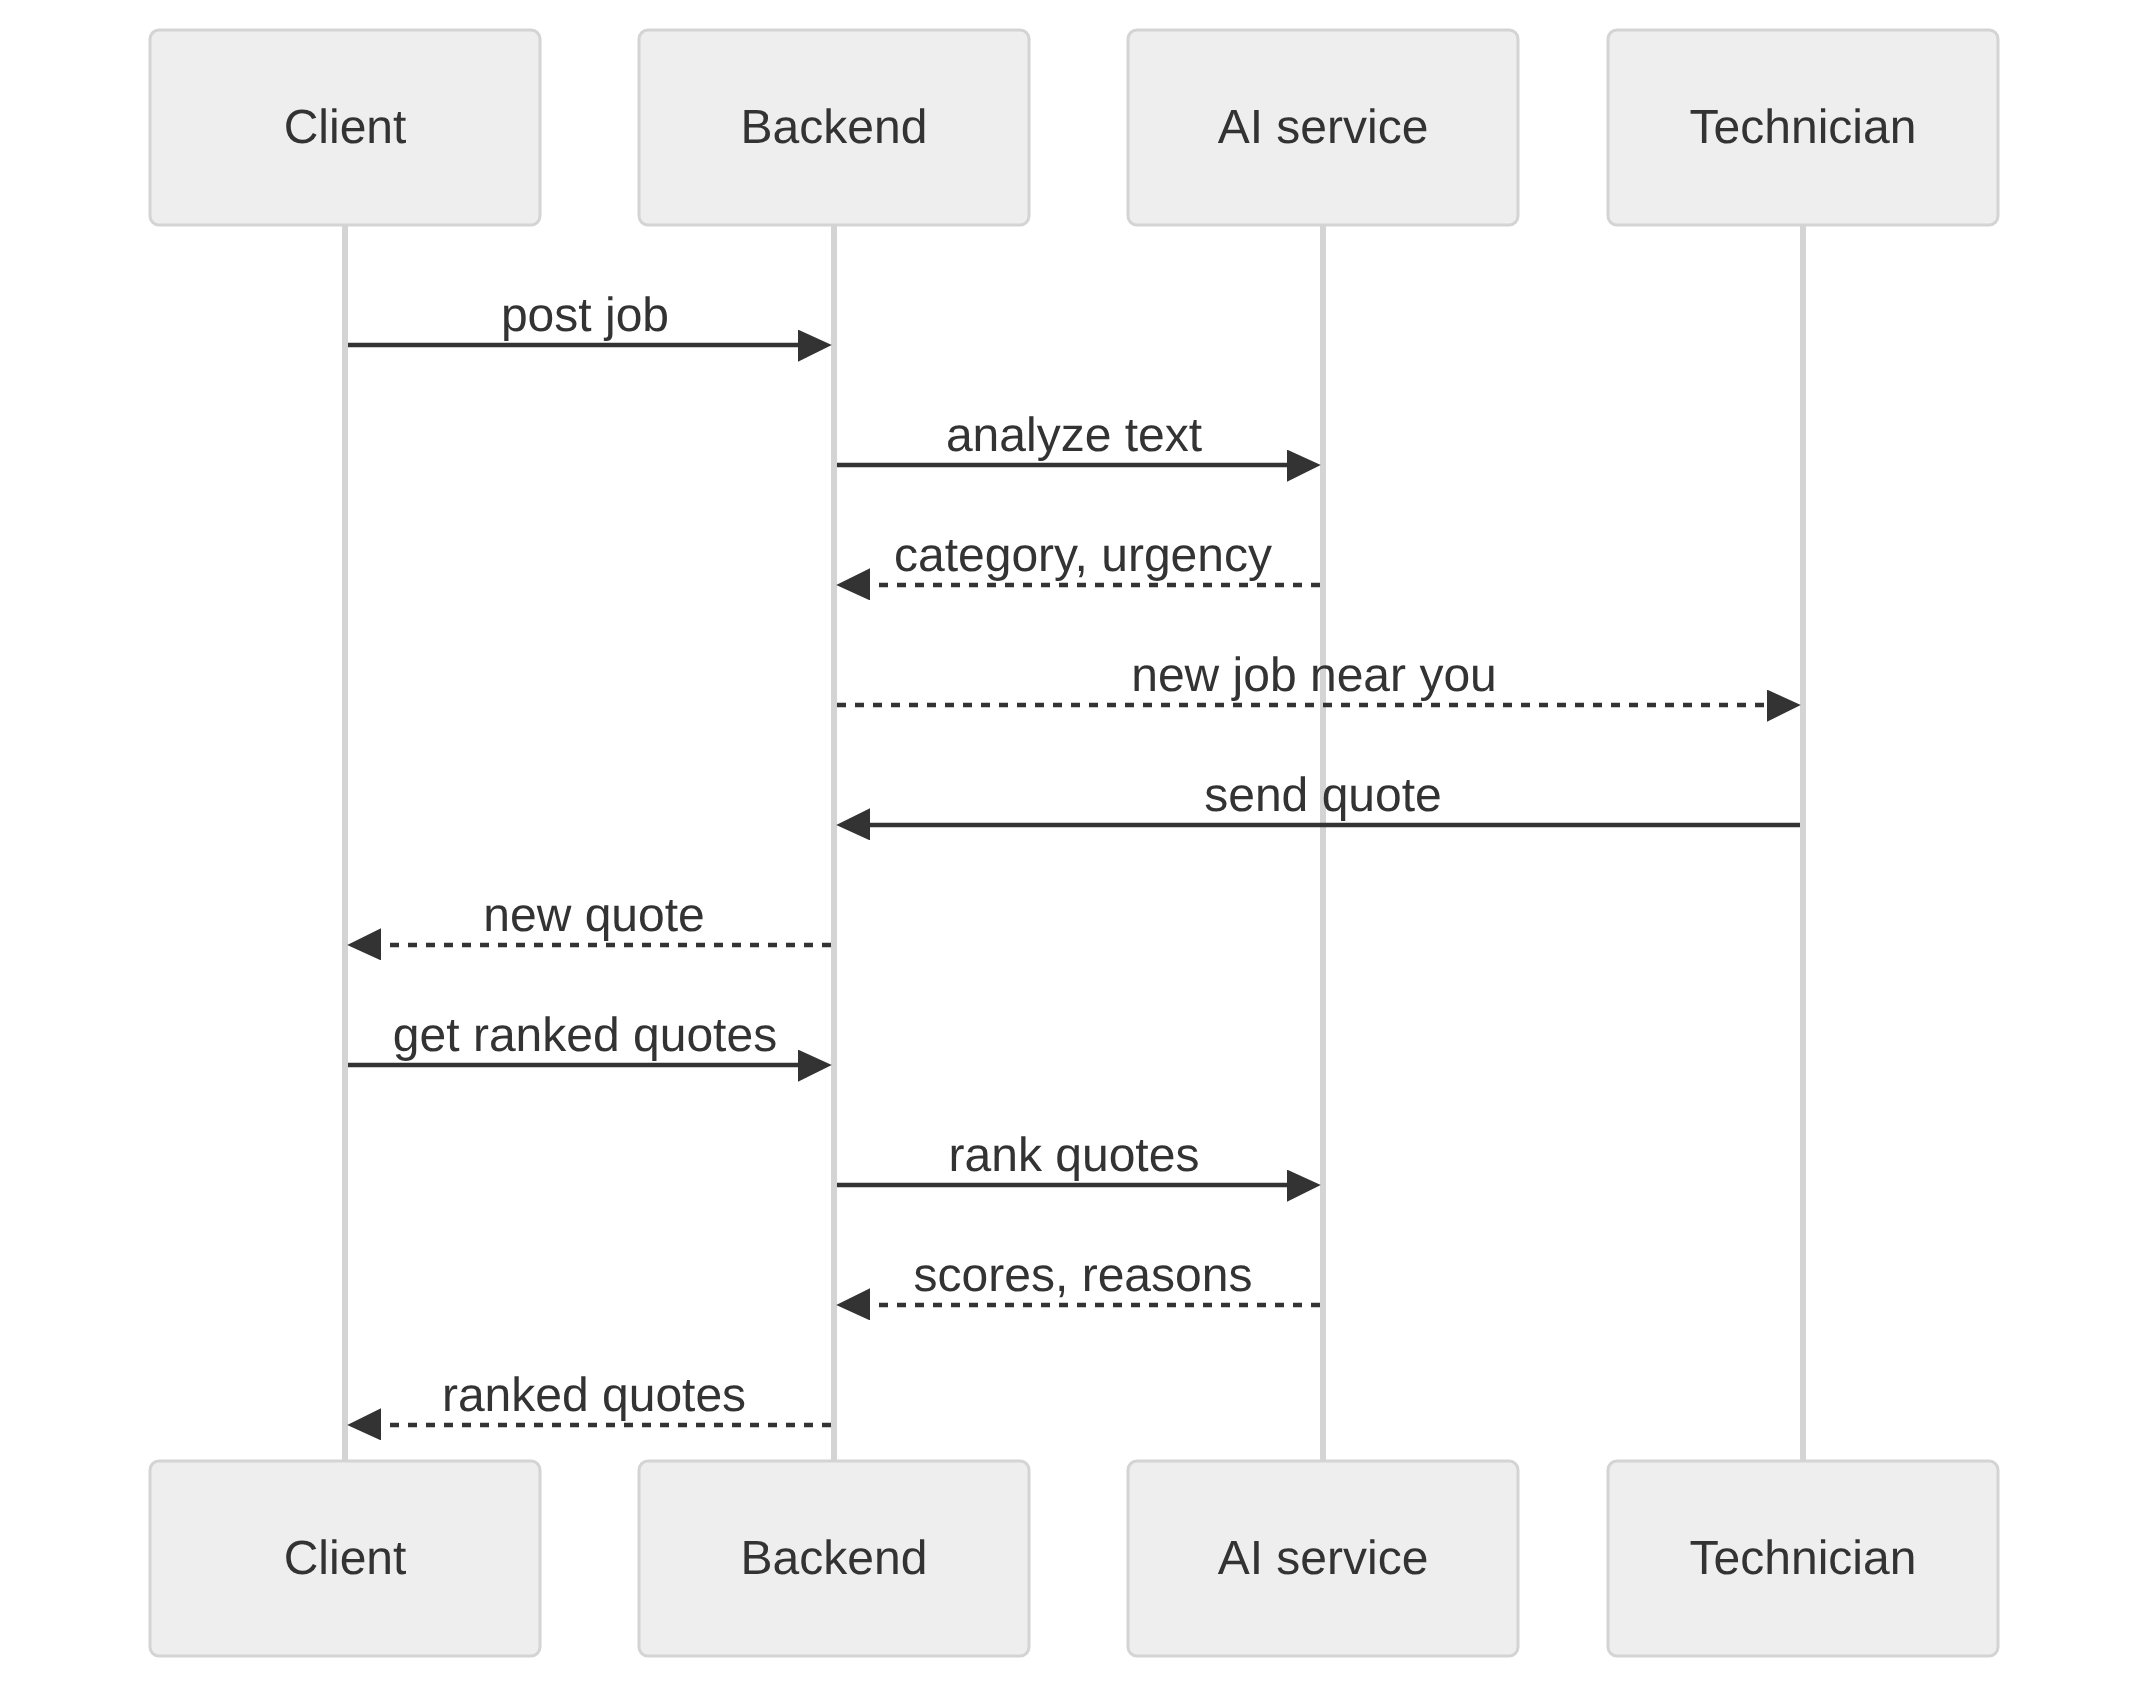 Client
Backend
AI service
Technician
post job
analyze text
category, urgency
new job near you
send quote
new quote
get ranked quotes
rank quotes
scores, reasons
ranked quotes
Client
Backend
AI service
Technician